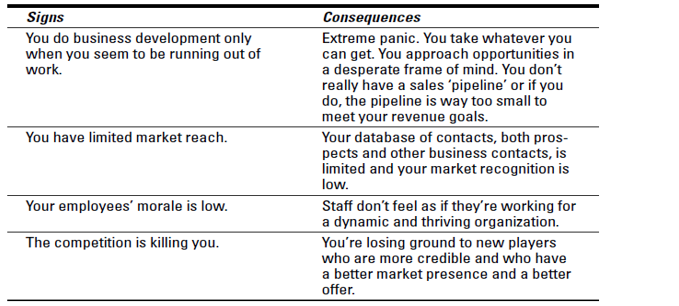 Signs Consequences
You do business development only
when you seem to be running out of
work.
Extreme panic. You take whatever you
can get. You approach opportunities in
a desperate frame of mind. You don’t
really have a sales ‘pipeline’ or if you
do, the pipeline is way too small to
meet your revenue goals.
You have limited market reach.
Your database of contacts, both pros-
pects and other business contacts, is
limited and your market recognition is
low.
Your employees’ morale is low.
Staff don’t feel as if they’re working for
a dynamic and thriving organization.
The competition is killing you.
You’re losing ground to new players
who are more credible and who have
a better market presence and a better
offer.